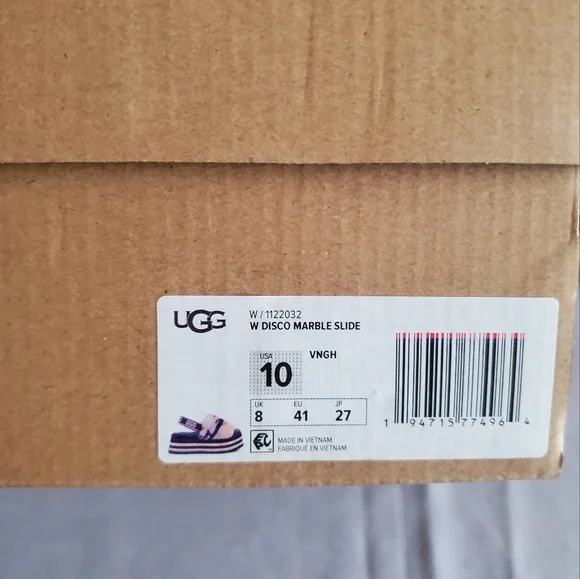 UGG
W / 1122032
W DISCO MARBLE SLIDE
USA
10
VNGH
UK EU JP
8 41 27
MADE IN VIETNAM
FABRIQUÉ EN VIETNAM
1 94715 77496 4